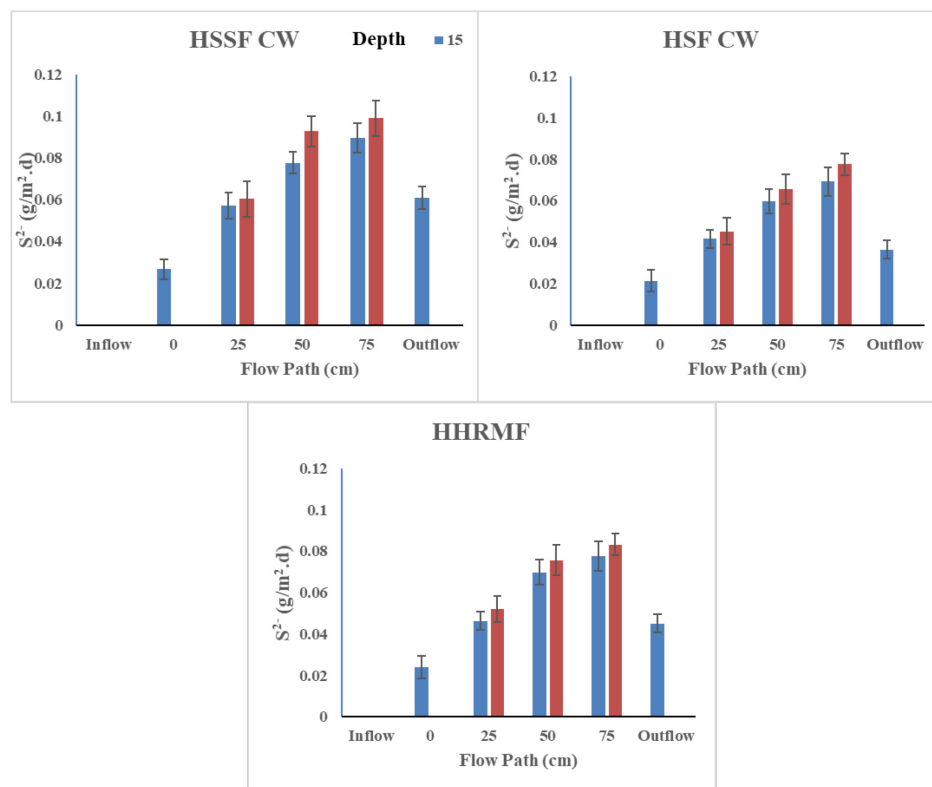 HSSF CW Depth 15
0.12
0.1
0.08
0.06
0.04
0.02
0
S²⁻ (g/m².d)
Inflow 0 25 50 75 Outflow
Flow Path (cm)
HSF CW
0.12
0.1
0.08
0.06
0.04
0.02
0
S²⁻ (g/m².d)
Inflow 0 25 50 75 Outflow
Flow Path (cm)
HHRMF
0.12
0.1
0.08
0.06
0.04
0.02
0
S²⁻ (g/m².d)
Inflow 0 25 50 75 Outflow
Flow Path (cm)